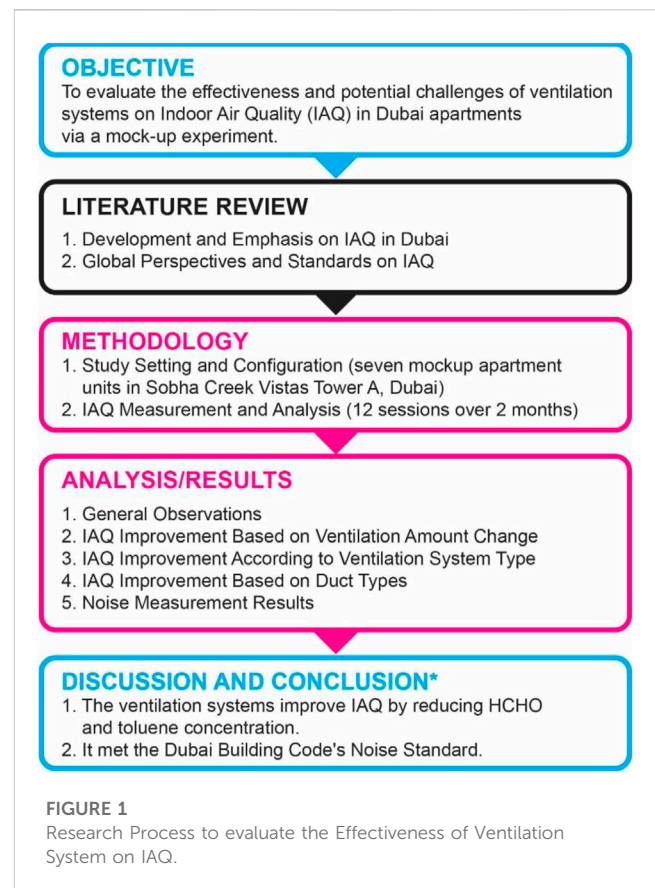 OBJECTIVE
To evaluate the effectiveness and potential challenges of ventilation
systems on Indoor Air Quality (IAQ) in Dubai apartments
via a mock-up experiment.
LITERATURE REVIEW
1. Development and Emphasis on IAQ in Dubai
2. Global Perspectives and Standards on IAQ
METHODOLOGY
1. Study Setting and Configuration (seven mockup apartment
units in Sobha Creek Vistas Tower A, Dubai)
2. IAQ Measurement and Analysis (12 sessions over 2 months)
ANALYSIS/RESULTS
1. General Observations
2. IAQ Improvement Based on Ventilation Amount Change
3. IAQ Improvement According to Ventilation System Type
4. IAQ Improvement Based on Duct Types
5. Noise Measurement Results
DISCUSSION AND CONCLUSION*
1. The ventilation systems improve IAQ by reducing HCHO
and toluene concentration.
2. It met the Dubai Building Code's Noise Standard.
FIGURE 1
Research Process to evaluate the Effectiveness of Ventilation
System on IAQ.